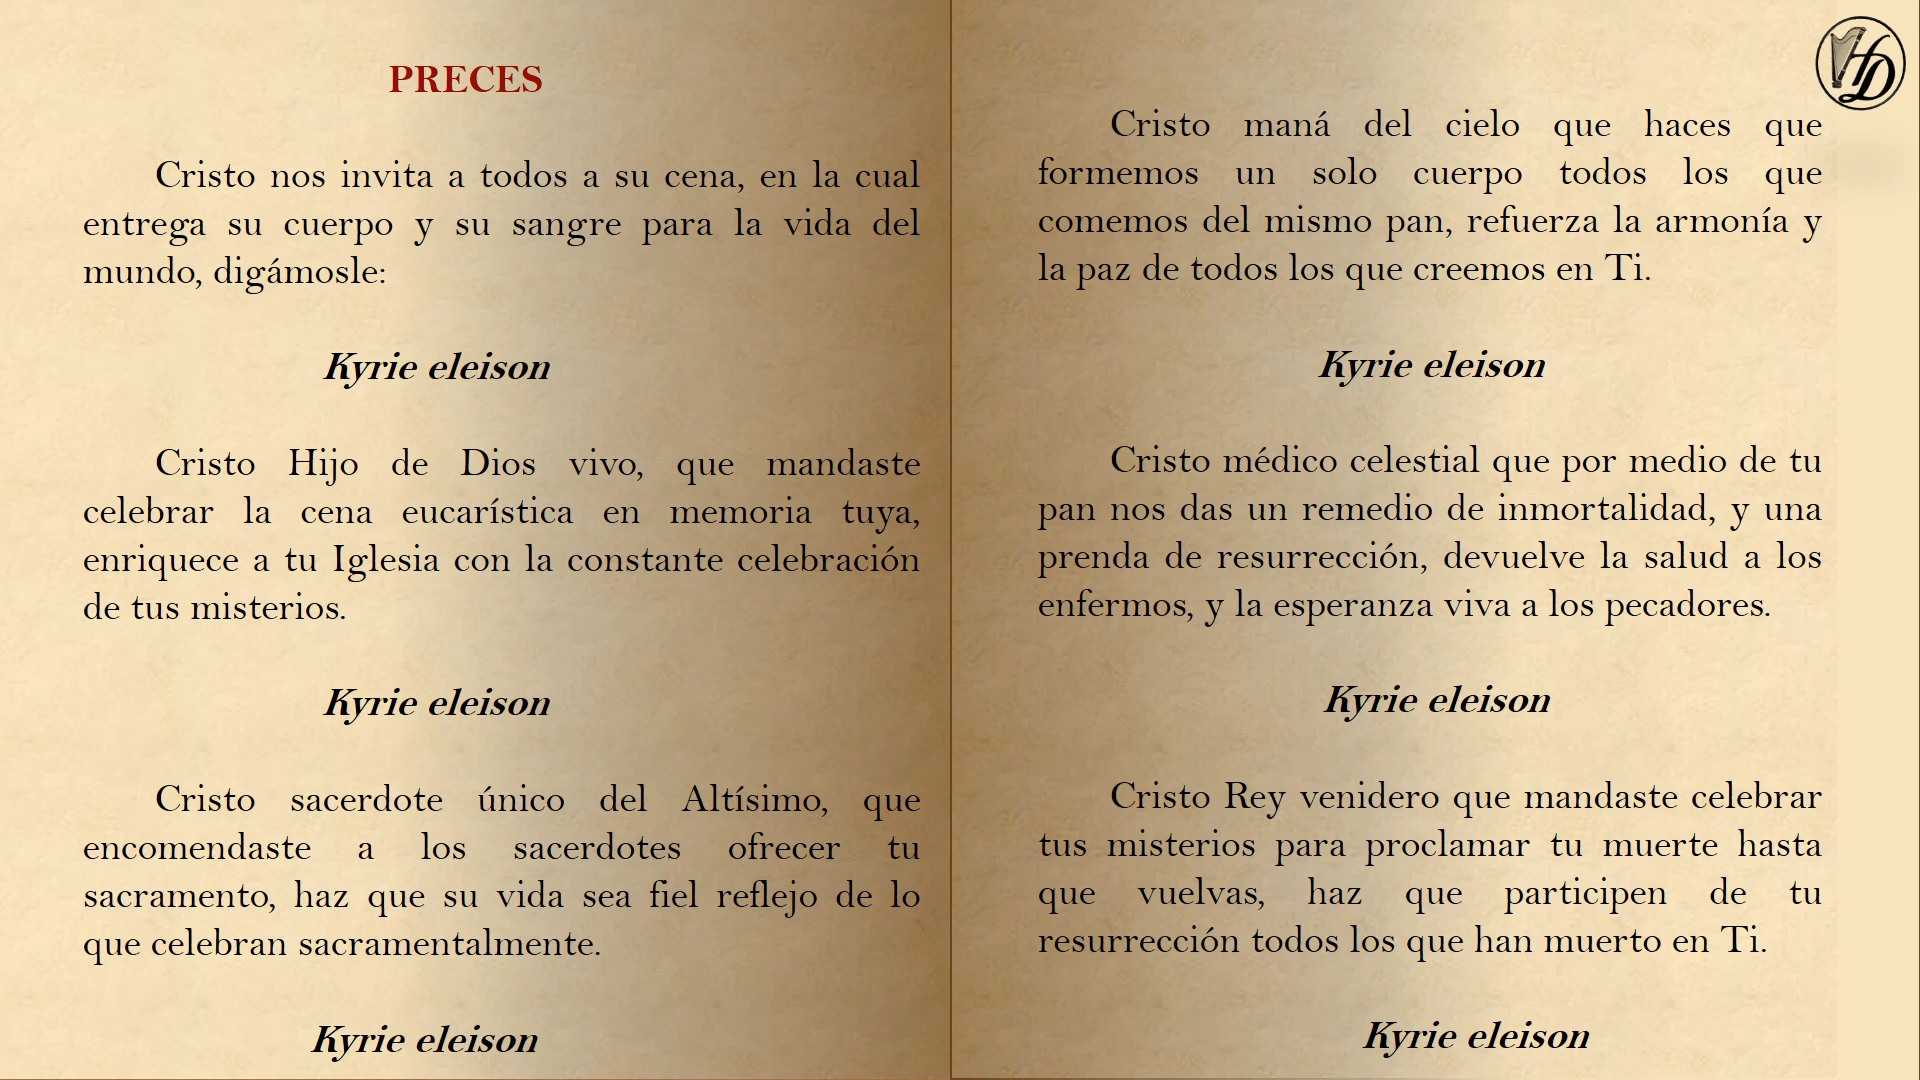 PRECES
Cristo nos invita a todos a su cena, en la cual
entrega su cuerpo y su sangre para la vida del
mundo, digámosle:
Kyrie eleison
Cristo Hijo de Dios vivo, que mandaste
celebrar la cena eucarística en memoria tuya,
enriquece a tu Iglesia con la constante celebración
de tus misterios.
Kyrie eleison
Cristo sacerdote único del Altísimo, que
encomendaste a los sacerdotes ofrecer tu
sacramento, haz que su vida sea fiel reflejo de lo
que celebran sacramentalmente.
Kyrie eleison
HD
Cristo maná del cielo que haces que
formemos un solo cuerpo todos los que
comemos del mismo pan, refuerza la armonía y
la paz de todos los que creemos en Ti.
Kyrie eleison
Cristo médico celestial que por medio de tu
pan nos das un remedio de inmortalidad, y una
prenda de resurrección, devuelve la salud a los
enfermos, y la esperanza viva a los pecadores.
Kyrie eleison
Cristo Rey venidero que mandaste celebrar
tus misterios para proclamar tu muerte hasta
que vuelvas, haz que participen de tu
resurrección todos los que han muerto en Ti.
Kyrie eleison